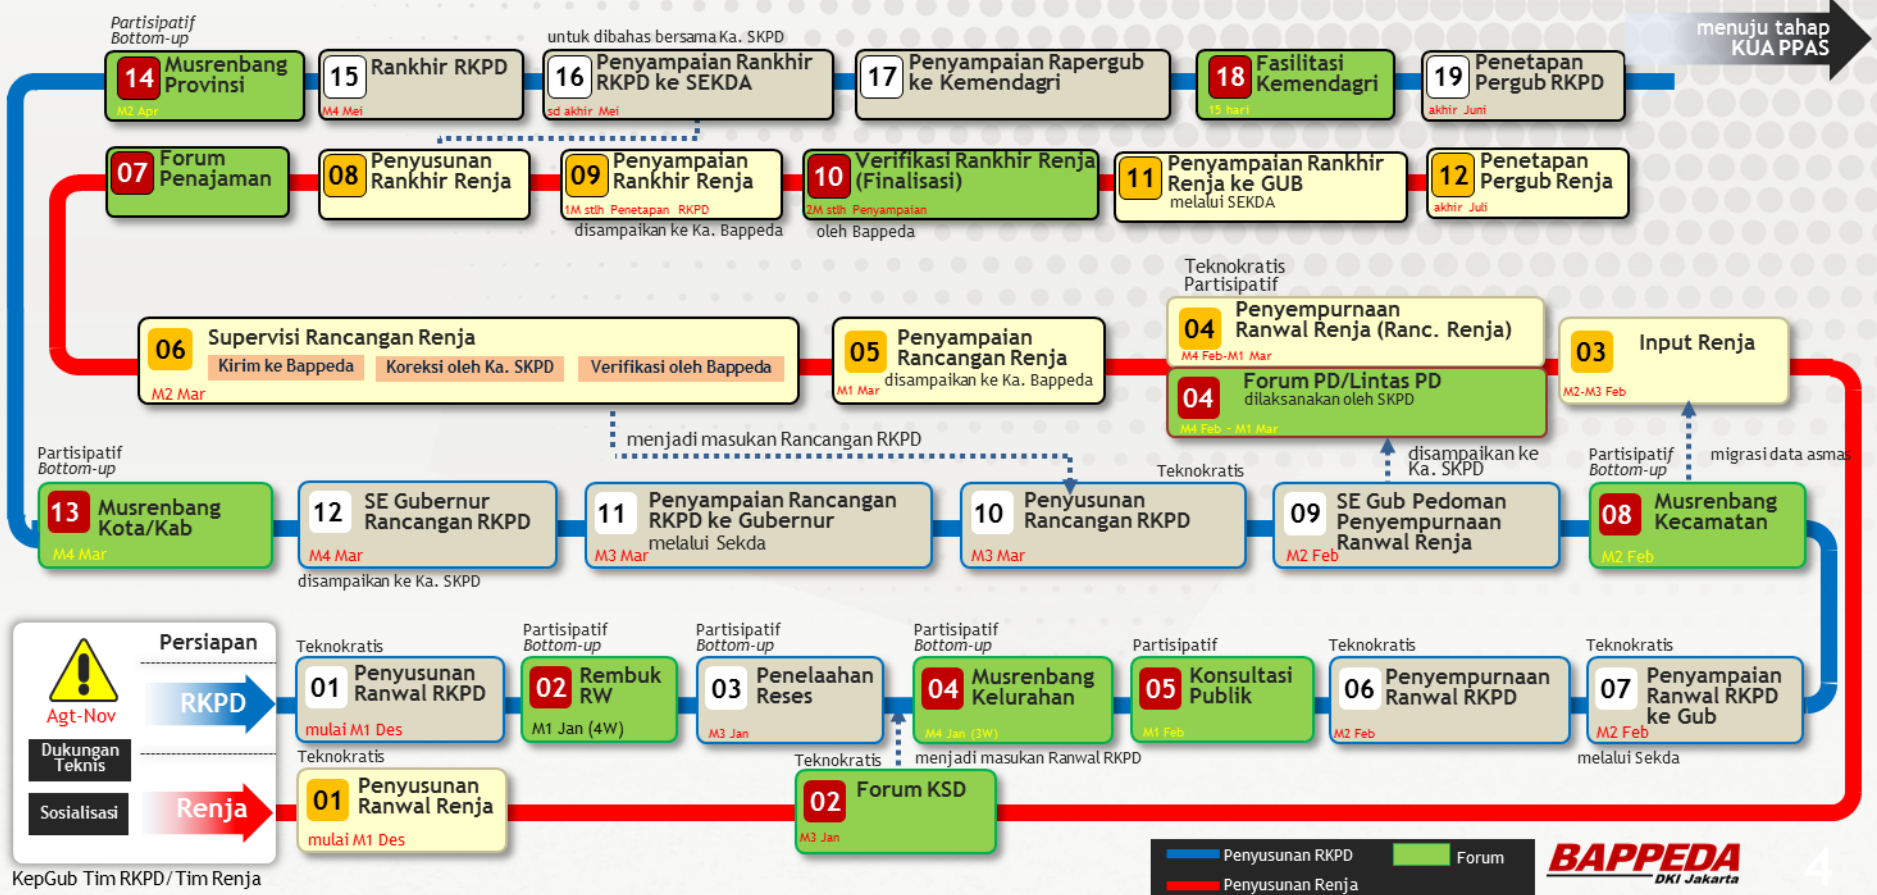 Partisipatif
Bottom-up
untuk dibahas bersama Ka. SKPD
menuju tahap
KUA PPAS
14
Musrenbang
Provinsi
M2 Apr
15
Rankhir RKPD
M4 Mei
16
Penyampaian Rankhir
RKPD ke SEKDA
sd akhir Mei
17
Penyampaian Rapergub
ke Kemendagri
18
Fasilitasi
Kemendagri
15 hari
19
Penetapan
Pergub RKPD
akhir Juni
07
Forum
Penajaman
08
Penyusunan
Rankhir Renja
09
Penyampaian
Rankhir Renja
1M stlh Penetapan RKPD
disampaikan ke Ka. Bappeda
10
Verifikasi Rankhir Renja
(Finalisasi)
2M stlh Penyampaian
oleh Bappeda
11
Penyampaian Rankhir
Renja ke GUB
melalui SEKDA
12
Penetapan
Pergub Renja
akhir Juli
06
Supervisi Rancangan Renja
Kirim ke Bappeda
Koreksi oleh Ka. SKPD
Verifikasi oleh Bappeda
M2 Mar
05
Penyampaian
Rancangan Renja
M1 Mar
disampaikan ke Ka. Bappeda
Teknokratis
Partisipatif
04
Penyempurnaan
Ranwal Renja (Ranc. Renja)
M4 Feb-M1 Mar
04
Forum PD/Lintas PD
dilaksanakan oleh SKPD
M4 Feb - M1 Mar
03
Input Renja
M2-M3 Feb
menjadi masukan Rancangan RKPD
disampaikan ke
Ka. SKPD
migrasi data asmas
Partisipatif
Bottom-up
13
Musrenbang
Kota/Kab
M4 Mar
12
SE Gubernur
Rancangan RKPD
M4 Mar
disampaikan ke Ka. SKPD
11
Penyampaian Rancangan
RKPD ke Gubernur
melalui Sekda
M3 Mar
Teknokratis
10
Penyusunan
Rancangan RKPD
M3 Mar
09
SE Gub Pedoman
Penyempurnaan
Ranwal Renja
M2 Feb
Partisipatif
Bottom-up
08
Musrenbang
Kecamatan
M2 Feb
Persiapan
RKPD
Agt-Nov
Dukungan
Teknis
Sosialisasi
Renja
KepGub Tim RKPD/Tim Renja
Teknokratis
01
Penyusunan
Ranwal RKPD
mulai M1 Des
Partisipatif
Bottom-up
02
Rembuk
RW
M1 Jan (4W)
Partisipatif
Bottom-up
03
Penelaahan
Reses
M3 Jan
Partisipatif
Bottom-up
04
Musrenbang
Kelurahan
M4 Jan (3W)
Partisipatif
05
Konsultasi
Publik
M1 Feb
Teknokratis
06
Penyempurnaan
Ranwal RKPD
M2 Feb
Teknokratis
07
Penyampaian
Ranwal RKPD
ke Gub
M2 Feb
melalui Sekda
Teknokratis
01
Penyusunan
Ranwal Renja
mulai M1 Des
Teknokratis
02
Forum KSD
M3 Jan
menjadi masukan Ranwal RKPD
Penyusunan RKPD
Forum
Penyusunan Renja
BAPPEDA
DKI Jakarta
4